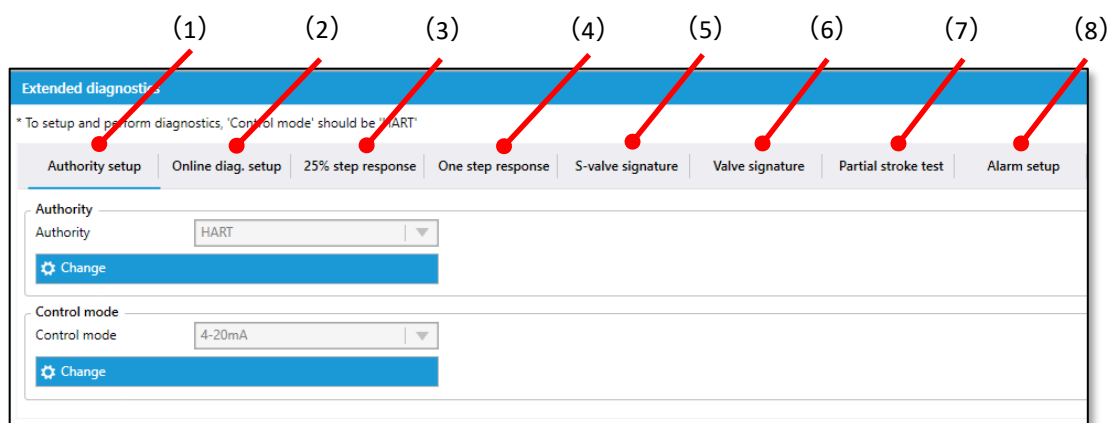 (1) (2) (3) (4) (5) (6) (7) (8)
Extended diagnostics
* To setup and perform diagnostics, 'Control mode' should be 'HART'
Authority setup Online diag. setup 25% step response One step response S-valve signature Valve signature Partial stroke test Alarm setup
Authority
Authority HART
Change
Control mode
Control mode 4-20mA
Change